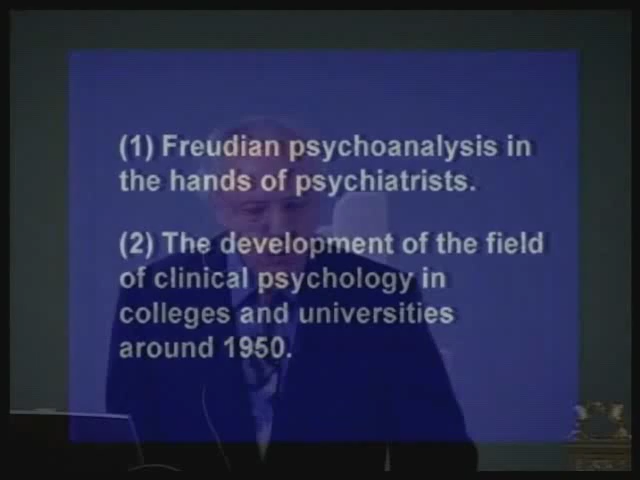 (1) Freudian psychoanalysis in
the hands of psychiatrists.
(2) The development of the field
of clinical psychology in
colleges and universities
around 1950.